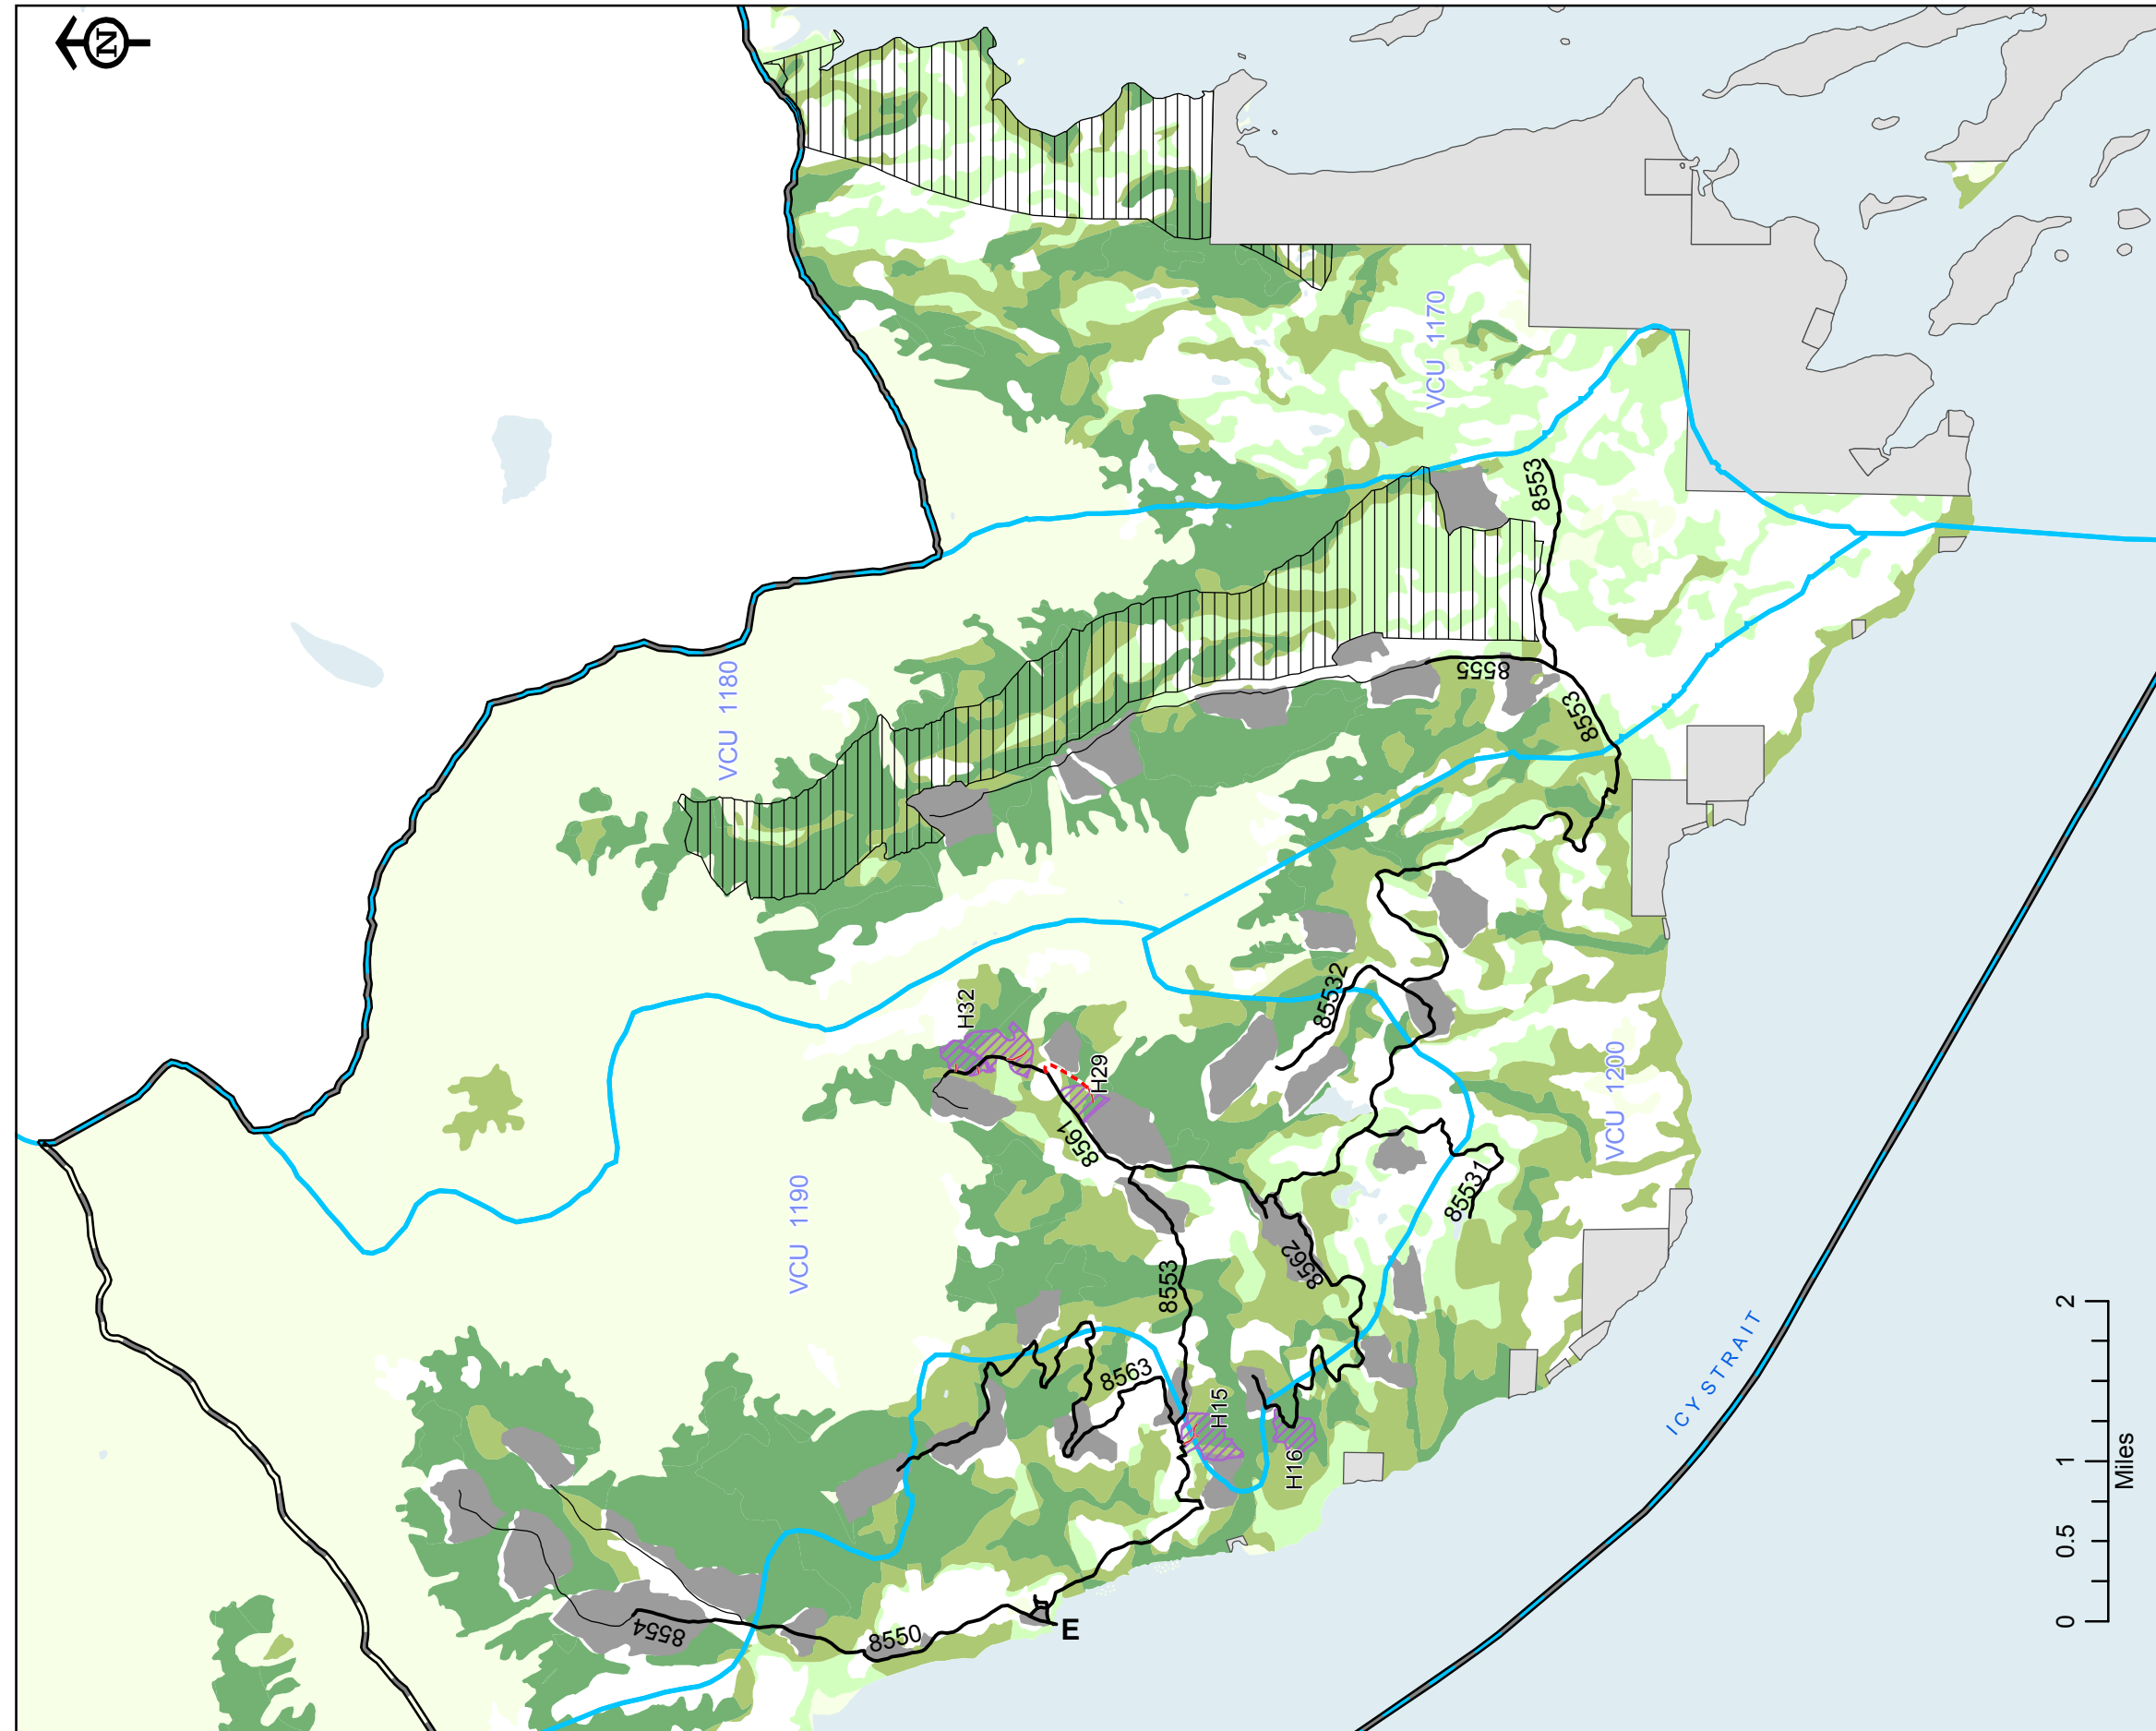 N
VCU 1170
8553
8555
8553
VCU 1180
H32
85532
H29
8561
VCU 1200
VCU 1190
85531
8562
8553
8563
H15
H16
8554
8550
E
ICY STRAIT
0 0.5 1 2
Miles